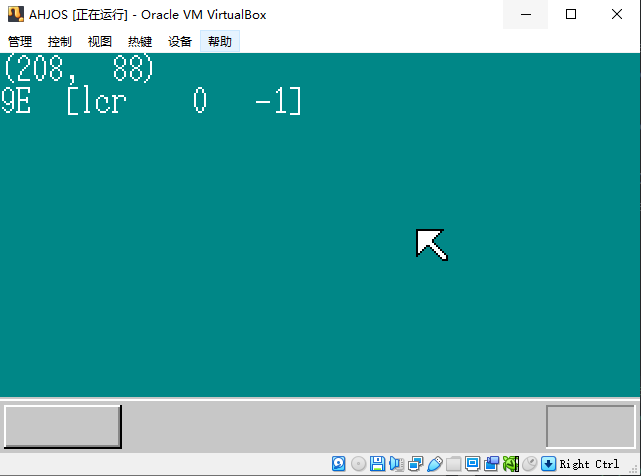 AHJOS [正在运行] - Oracle VM VirtualBox
管理 控制 视图 热键 设备 帮助
(208, 88)
9E [lcr 0 -1]
Right Ctrl